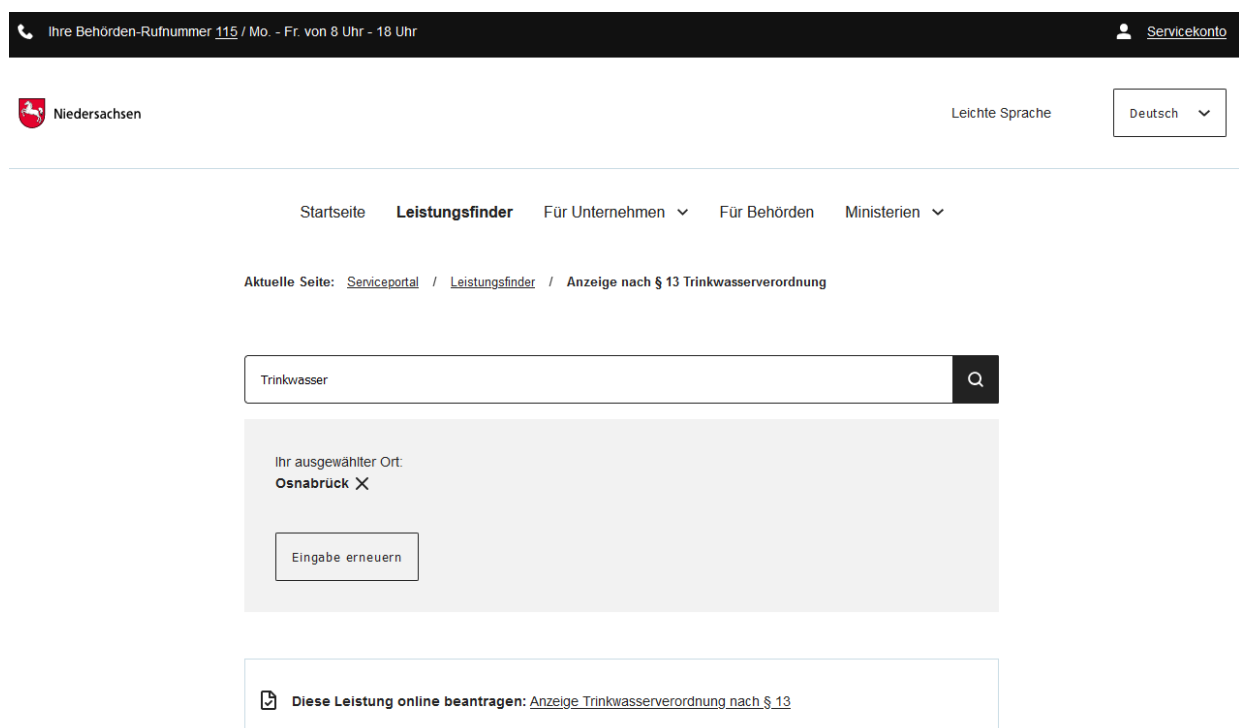 Ihre Behörden-Rufnummer 115 / Mo. - Fr. von 8 Uhr - 18 Uhr
Servicekonto
Niedersachsen
Leichte Sprache
Deutsch
Startseite Leistungsfinder Für Unternehmen Für Behörden Ministerien
Aktuelle Seite: Serviceportal / Leistungsfinder / Anzeige nach § 13 Trinkwasserverordnung
Trinkwasser
Ihr ausgewählter Ort:
Osnabrück
Eingabe erneuern
Diese Leistung online beantragen: Anzeige Trinkwasserverordnung nach § 13